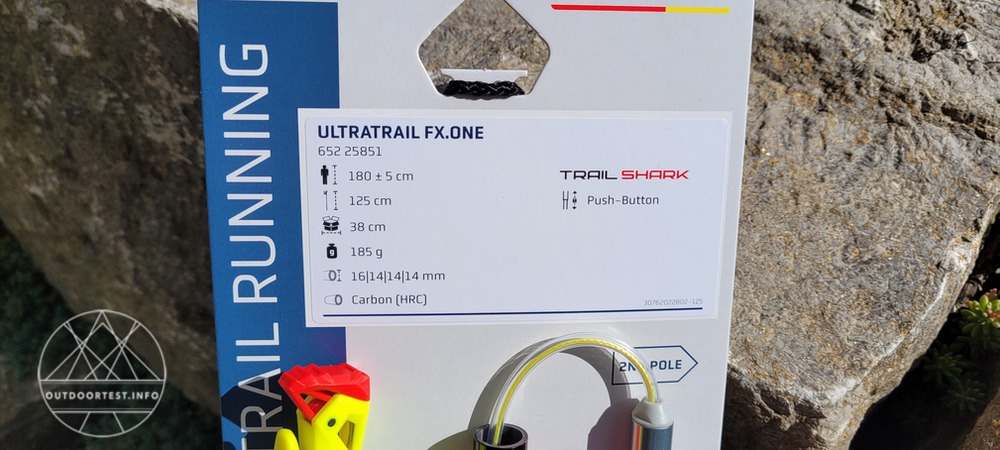 TRAIL RUNNING
ULTRATRAIL FX.ONE
652 25851
180 ± 5 cm
125 cm
38 cm
g
185 g
16|14|14|14 mm
Carbon (HRC)
TRAIL SHARK
Push-Button
30762022802-125
POLE
OUTDOORTEST.INFO